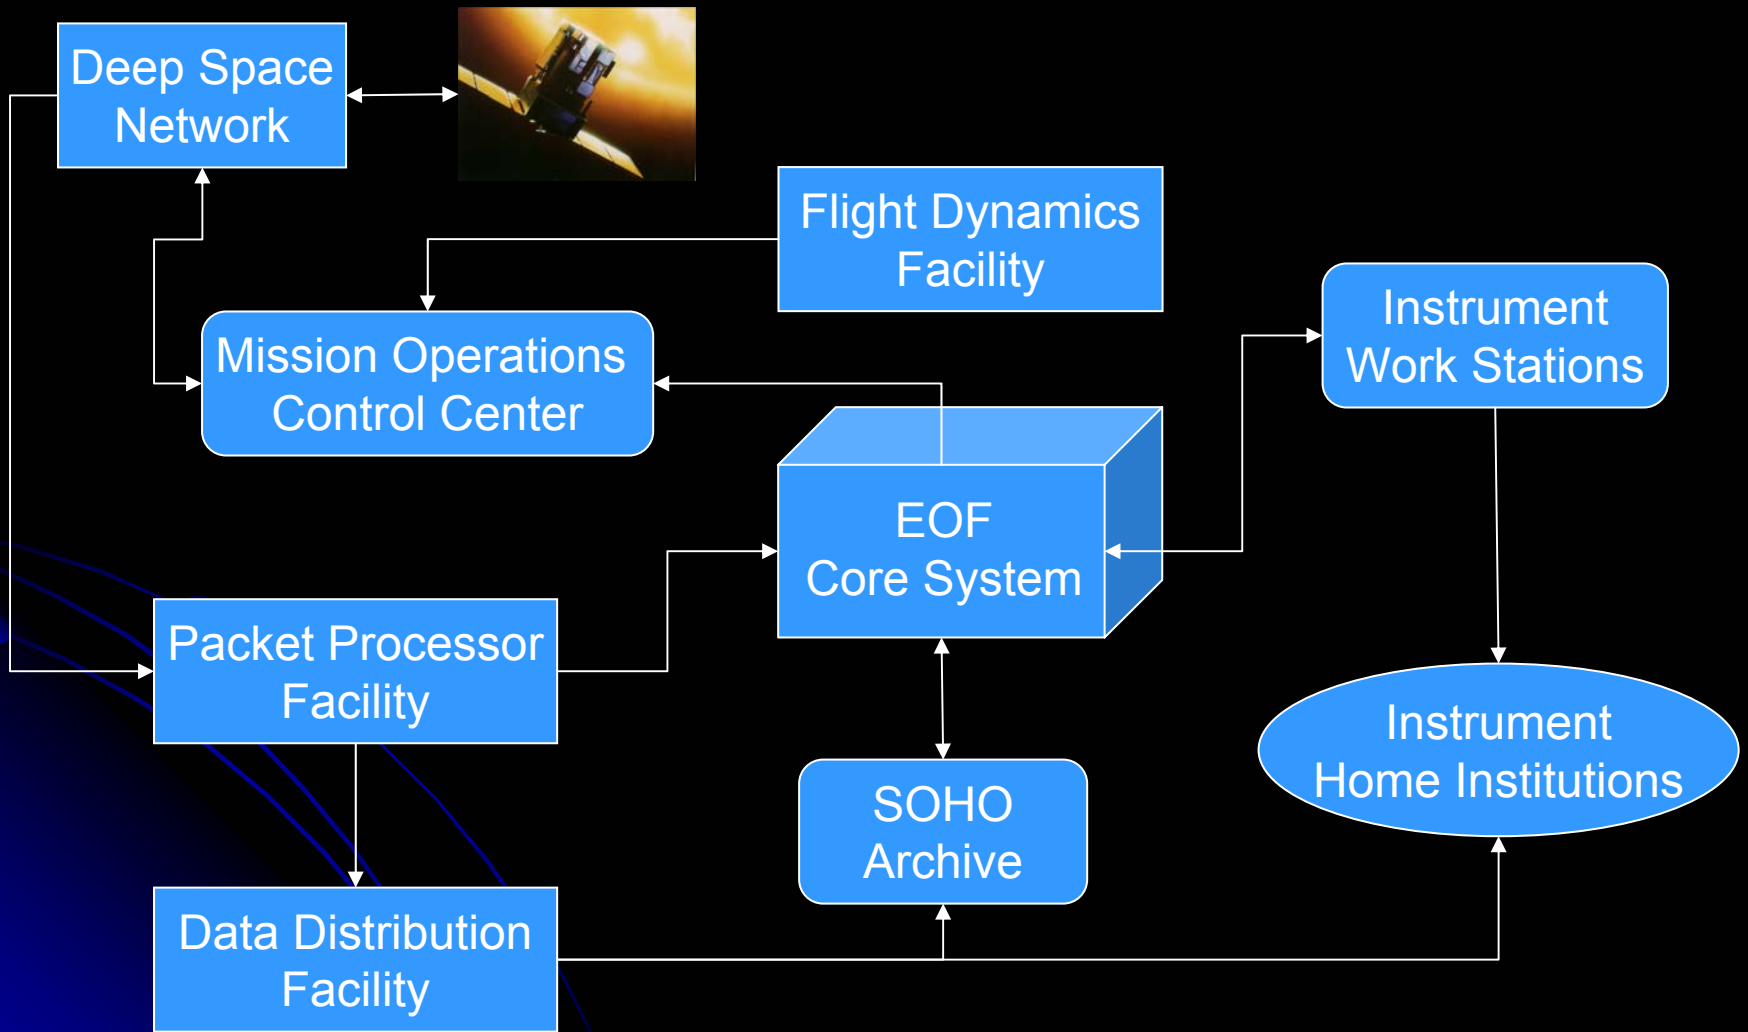 Deep Space
Network
Flight Dynamics
Facility
Instrument
Work Stations
Mission Operations
Control Center
EOF
Core System
Packet Processor
Facility
Instrument
Home Institutions
SOHO
Archive
Data Distribution
Facility